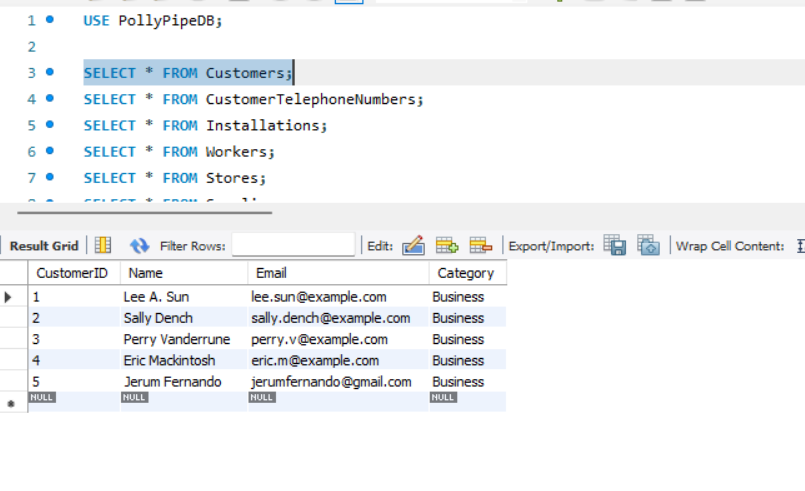 1 USE PollyPipeDB;
2
3 SELECT * FROM Customers;
4 SELECT * FROM CustomerTelephoneNumbers;
5 SELECT * FROM Installations;
6 SELECT * FROM Workers;
7 SELECT * FROM Stores;
Result Grid Filter Rows: Edit: Export/Import: Wrap Cell Content:
CustomerID Name Email Category
1 Lee A. Sun lee.sun@example.com Business
2 Sally Dench sally.dench@example.com Business
3 Perry Vanderrune perry.v@example.com Business
4 Eric Mackintosh eric.m@example.com Business
5 Jerum Fernando jerumfernando@gmail.com Business
NULL NULL NULL NULL